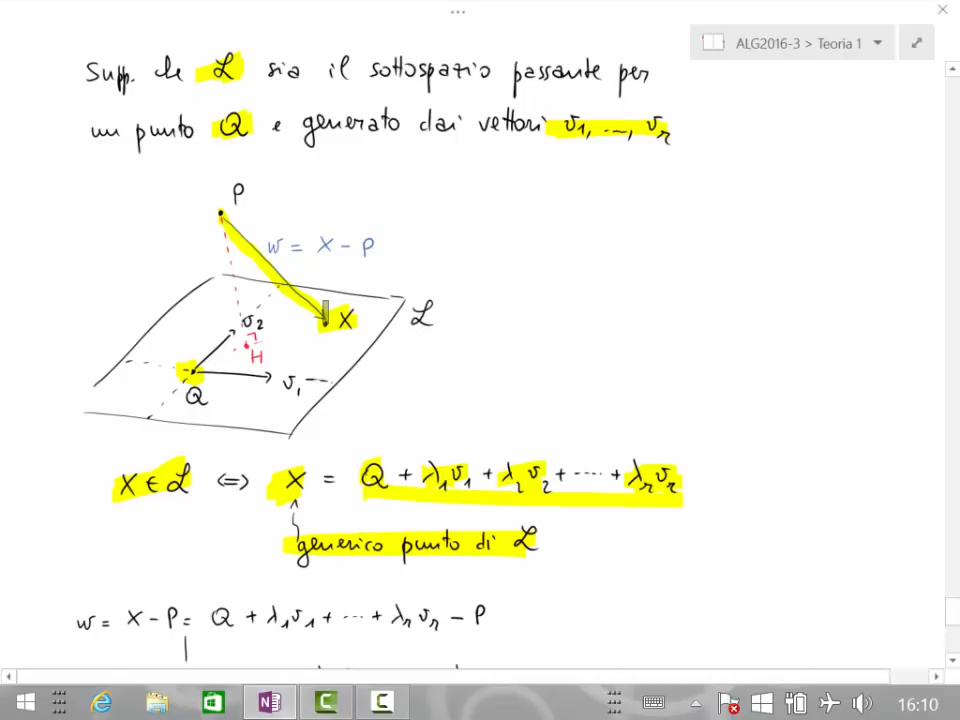 ALG2016-3 > Teoria 1
Supp. che ℒ sia il sottospazio passante per
un punto Q e generato dai vettori v1, ..., vr
P
w = X - P
v2
X
ℒ
H
Q
v1
X ∈ ℒ ⇔ X = Q + λ1v1 + λ2v2 + ···· + λrvr
generico punto di ℒ
w = X - P = Q + λ1v1 + ··· + λrvr - P
16:10